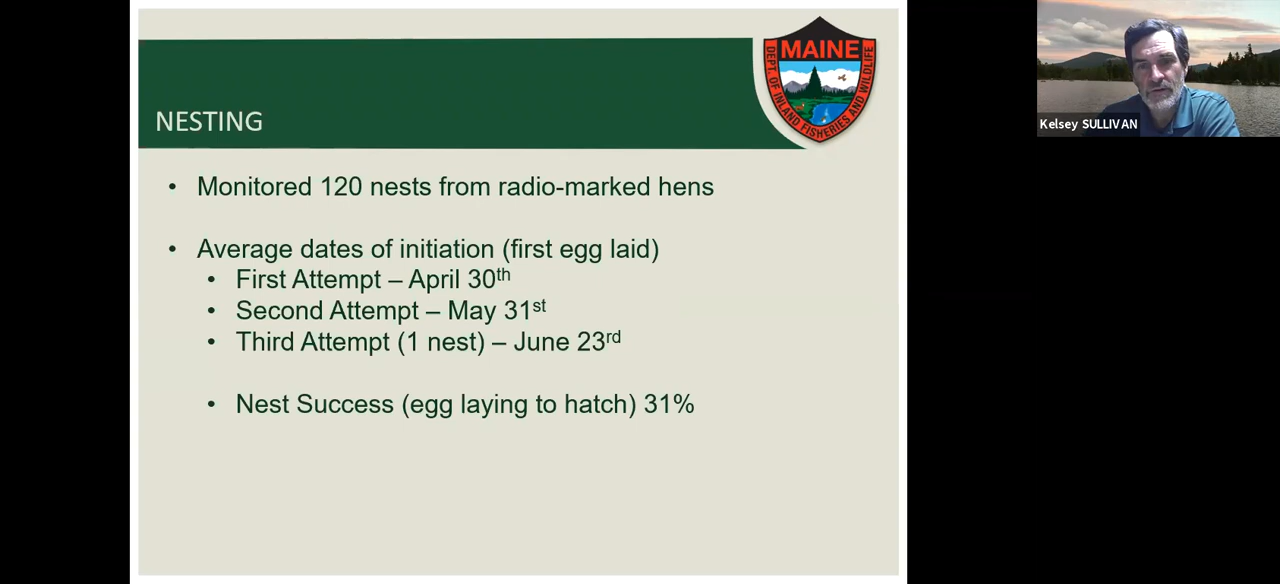 MAINE
DEPT. OF INLAND FISHERIES AND WILDLIFE
Kelsey SULLIVAN
NESTING
• Monitored 120 nests from radio-marked hens
• Average dates of initiation (first egg laid)
• First Attempt – April 30th
• Second Attempt – May 31st
• Third Attempt (1 nest) – June 23rd
• Nest Success (egg laying to hatch) 31%